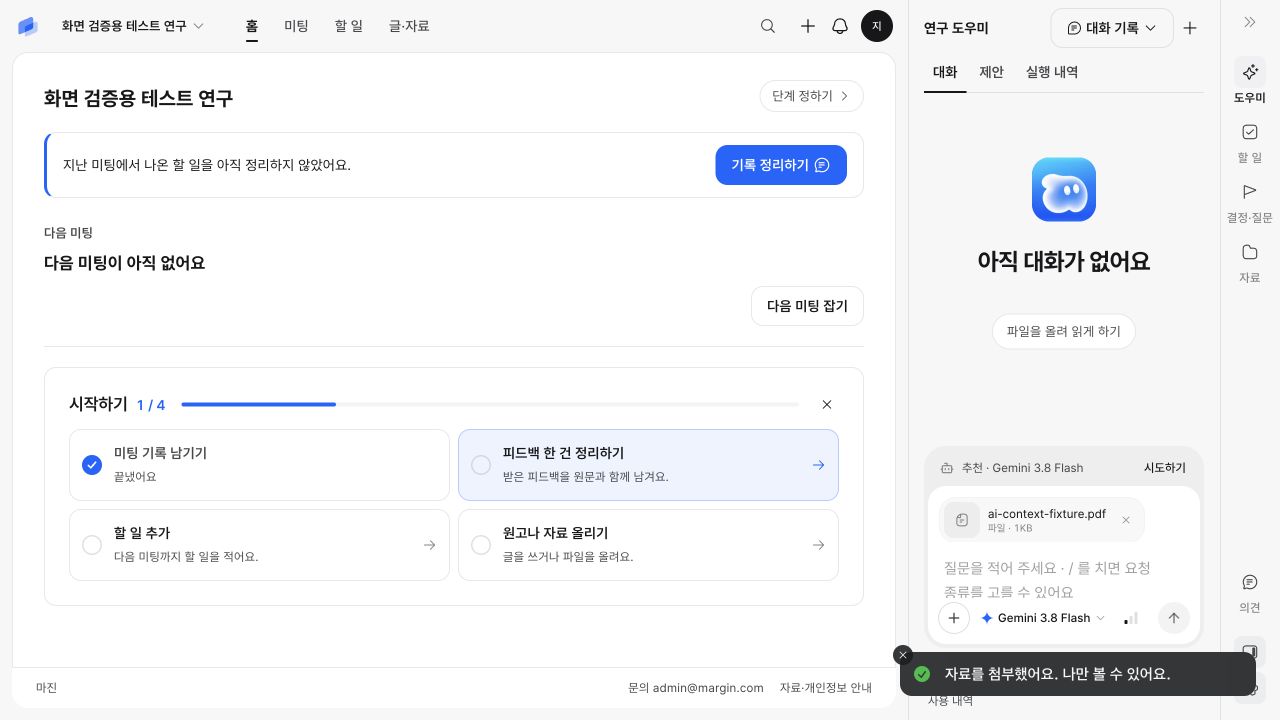 화면 검증용 테스트 연구
홈
미팅
할 일
글·자료
지
화면 검증용 테스트 연구
단계 정하기
지난 미팅에서 나온 할 일을 아직 정리하지 않았어요.
기록 정리하기
다음 미팅
다음 미팅이 아직 없어요
다음 미팅 잡기
시작하기 1 / 4
미팅 기록 남기기
끝냈어요
피드백 한 건 정리하기
받은 피드백을 원문과 함께 남겨요.
할 일 추가
다음 미팅까지 할 일을 적어요.
원고나 자료 올리기
글을 쓰거나 파일을 올려요.
마진
문의 admin@margin.com
자료·개인정보 안내
연구 도우미
대화 기록
대화
제안
실행 내역
아직 대화가 없어요
파일을 올려 읽게 하기
추천 · Gemini 3.8 Flash
시도하기
ai-context-fixture.pdf
파일 · 1KB
질문을 적어 주세요 · / 를 치면 요청
종류를 고를 수 있어요
Gemini 3.8 Flash
자료를 첨부했어요. 나만 볼 수 있어요.
사용 내역
도우미
할 일
결정·질문
자료
의견